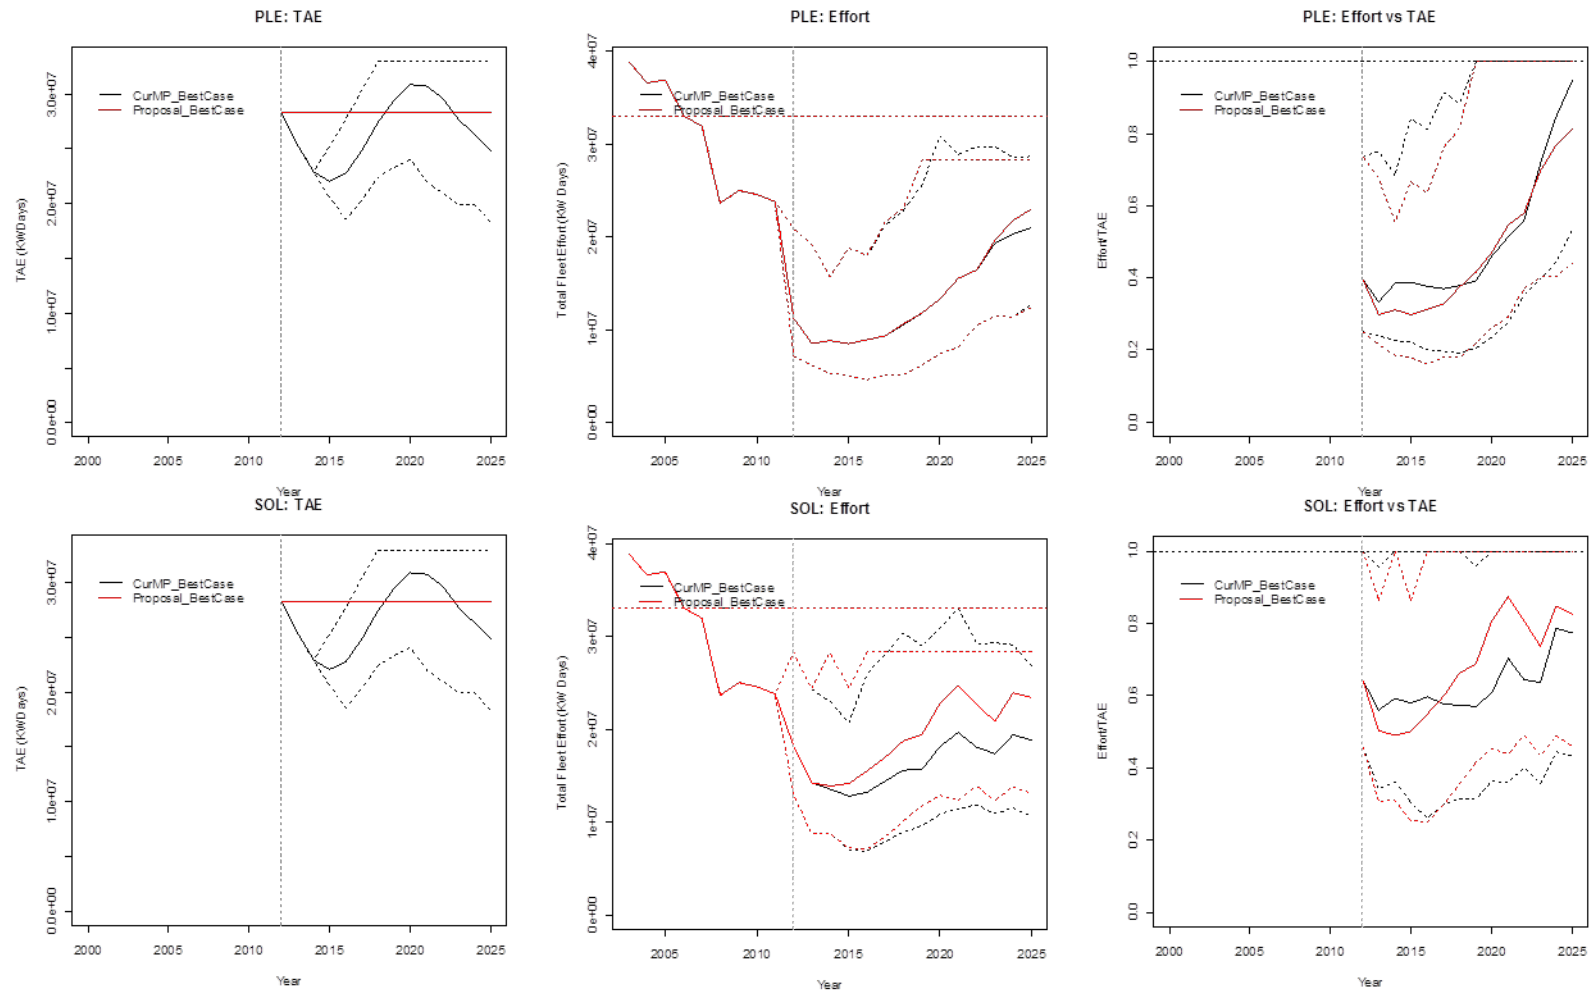 PLE: TAE
TAE (KWDays)
0.0e+00 1.0e+07 2.0e+07 3.0e+07
CurMP_BestCase
Proposal_BestCase
2000 2005 2010 2015 2020 2025
Year
PLE: Effort
Total Fleet Effort (KW Days)
0e+00 1e+07 2e+07 3e+07 4e+07
CurMP_BestCase
Proposal_BestCase
2005 2010 2015 2020 2025
Year
PLE: Effort vs TAE
Effort/TAE
0.0 0.2 0.4 0.6 0.8 1.0
CurMP_BestCase
Proposal_BestCase
2000 2005 2010 2015 2020 2025
Year
SOL: TAE
TAE (KWDays)
0.0e+00 1.0e+07 2.0e+07 3.0e+07
CurMP_BestCase
Proposal_BestCase
2000 2005 2010 2015 2020 2025
Year
SOL: Effort
Total Fleet Effort (KW Days)
0e+00 1e+07 2e+07 3e+07 4e+07
CurMP_BestCase
Proposal_BestCase
2005 2010 2015 2020 2025
Year
SOL: Effort vs TAE
Effort/TAE
0.0 0.2 0.4 0.6 0.8 1.0
CurMP_BestCase
Proposal_BestCase
2000 2005 2010 2015 2020 2025
Year